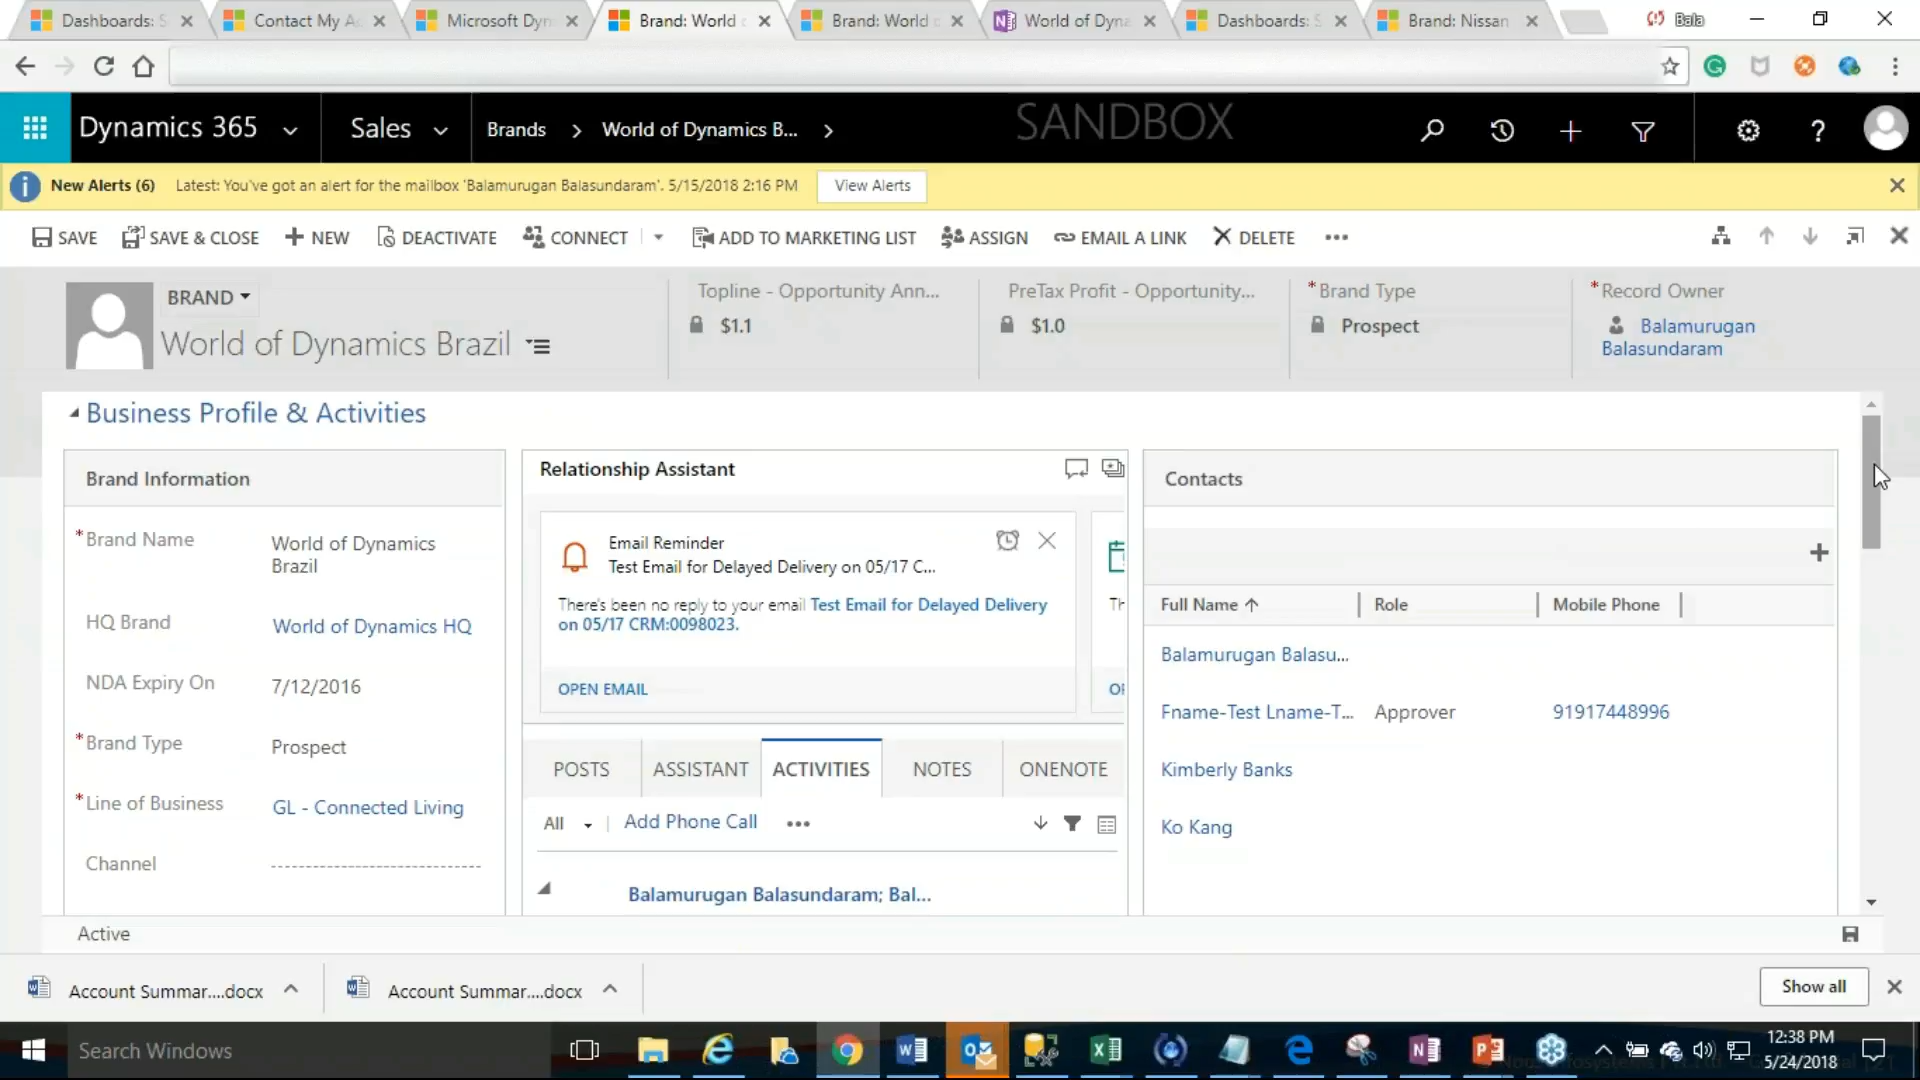 Dashboards: S
Contact My A
Microsoft Dyn
Brand: World
Brand: World
World of Dyna
Dashboards: S
Brand: Nissan
Bala
Dynamics 365
Sales
Brands
World of Dynamics B...
SANDBOX
New Alerts (6)
Latest: You've got an alert for the mailbox 'Balamurugan Balasundaram'. 5/15/2018 2:16 PM
View Alerts
SAVE
SAVE & CLOSE
NEW
DEACTIVATE
CONNECT
ADD TO MARKETING LIST
ASSIGN
EMAIL A LINK
DELETE
BRAND
World of Dynamics Brazil
Topline - Opportunity Ann...
$1.1
PreTax Profit - Opportunity...
$1.0
*Brand Type
Prospect
*Record Owner
Balamurugan
Balasundaram
Business Profile & Activities
Brand Information
*Brand Name
World of Dynamics
Brazil
HQ Brand
World of Dynamics HQ
NDA Expiry On
7/12/2016
*Brand Type
Prospect
*Line of Business
GL - Connected Living
Channel
Relationship Assistant
Email Reminder
Test Email for Delayed Delivery on 05/17 C...
There's been no reply to your email Test Email for Delayed Delivery
on 05/17 CRM:0098023.
OPEN EMAIL
POSTS
ASSISTANT
ACTIVITIES
NOTES
ONENOTE
All
Add Phone Call
Balamurugan Balasundaram; Bal...
Contacts
Full Name
Role
Mobile Phone
Balamurugan Balasu...
Fname-Test Lname-T...
Approver
91917448996
Kimberly Banks
Ko Kang
Active
Account Summar....docx
Account Summar....docx
Show all
Search Windows
12:38 PM
5/24/2018